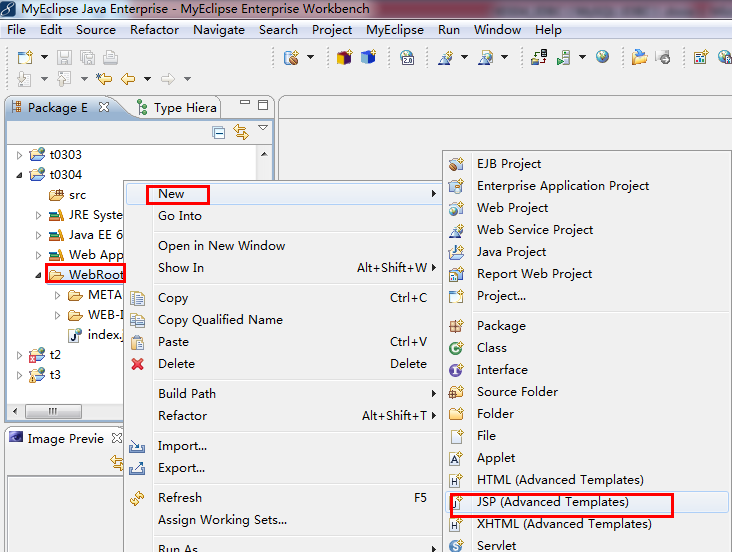 MyEclipse Java Enterprise - MyEclipse Enterprise Workbench
File Edit Source Refactor Navigate Search Project MyEclipse Run Window Help
2.0
Package E
Type Hiera
t0303
t0304
src
JRE Syste
Java EE 6
Web App
WebRoot
META
WEB-I
index.j
t2
t3
Image Previe
New
Go Into
Open in New Window
Show In Alt+Shift+W
Copy Ctrl+C
Copy Qualified Name
Paste Ctrl+V
Delete Delete
Build Path
Refactor Alt+Shift+T
Import...
Export...
Refresh F5
Assign Working Sets...
Run As
EJB Project
Enterprise Application Project
Web Project
Web Service Project
Java Project
Report Web Project
Project...
Package
Class
Interface
Source Folder
Folder
File
Applet
HTML (Advanced Templates)
JSP (Advanced Templates)
XHTML (Advanced Templates)
Servlet